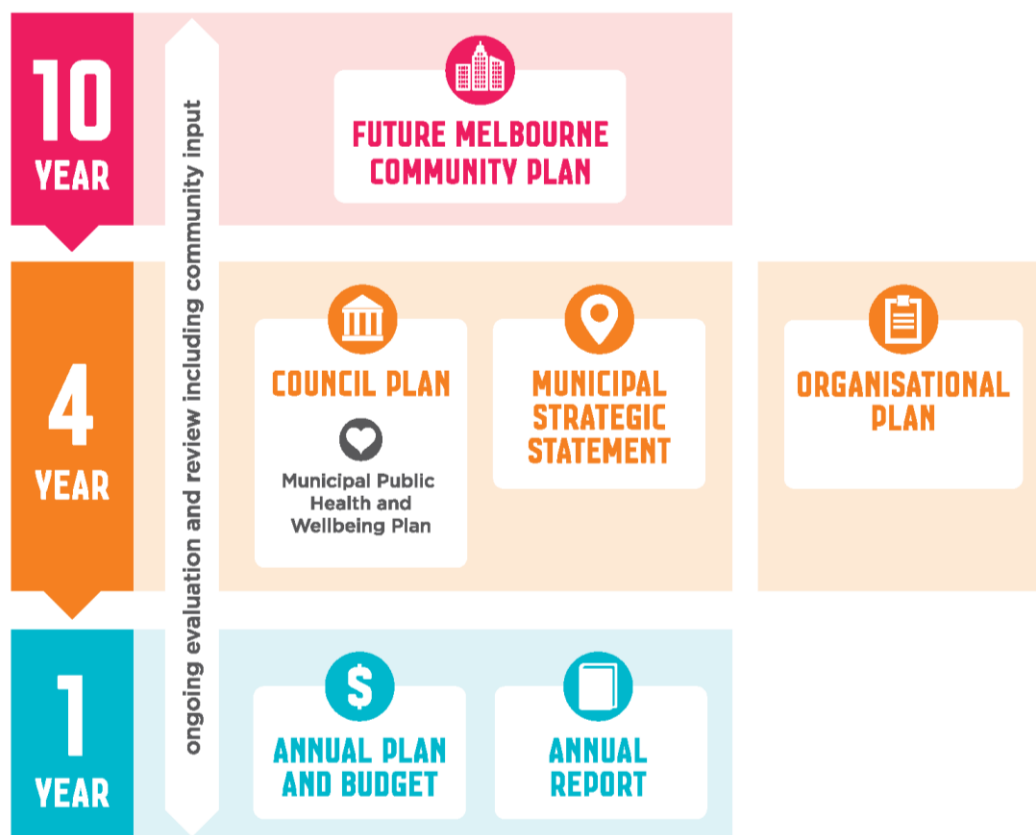 10
YEAR
ongoing evaluation and review including community input
FUTURE MELBOURNE
COMMUNITY PLAN
4
YEAR
COUNCIL PLAN
Municipal Public
Health and
Wellbeing Plan
MUNICIPAL
STRATEGIC
STATEMENT
ORGANISATIONAL
PLAN
1
YEAR
$
ANNUAL PLAN
AND BUDGET
ANNUAL
REPORT